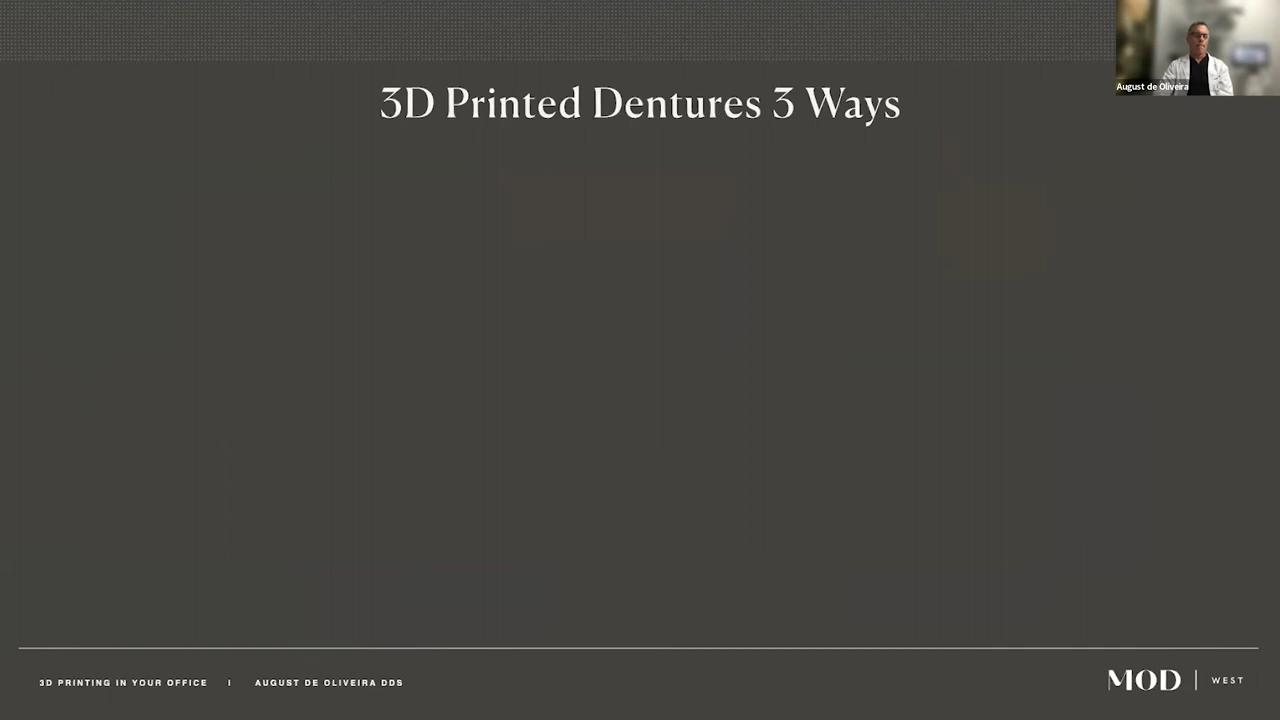 3D Printed Dentures 3 Ways
August de Oliveira
3D PRINTING IN YOUR OFFICE | AUGUST DE OLIVEIRA DDS
MOD | WEST